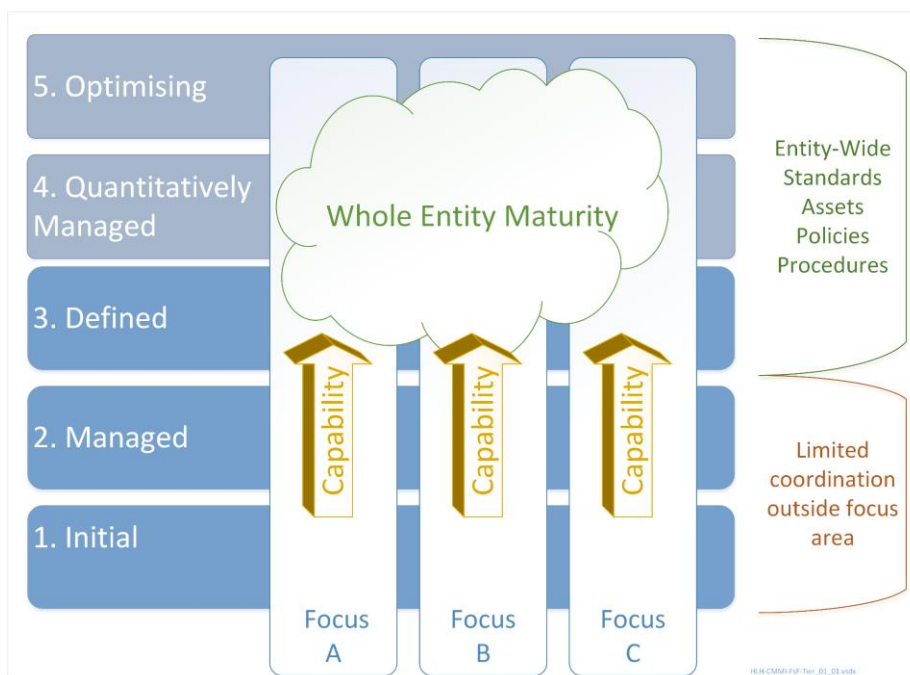 5. Optimising
4. Quantitatively
Managed
3. Defined
2. Managed
1. Initial
Whole Entity Maturity
Capability
Capability
Capability
Focus
A
Focus
B
Focus
C
Entity-Wide
Standards
Assets
Policies
Procedures
Limited
coordination
outside focus
area